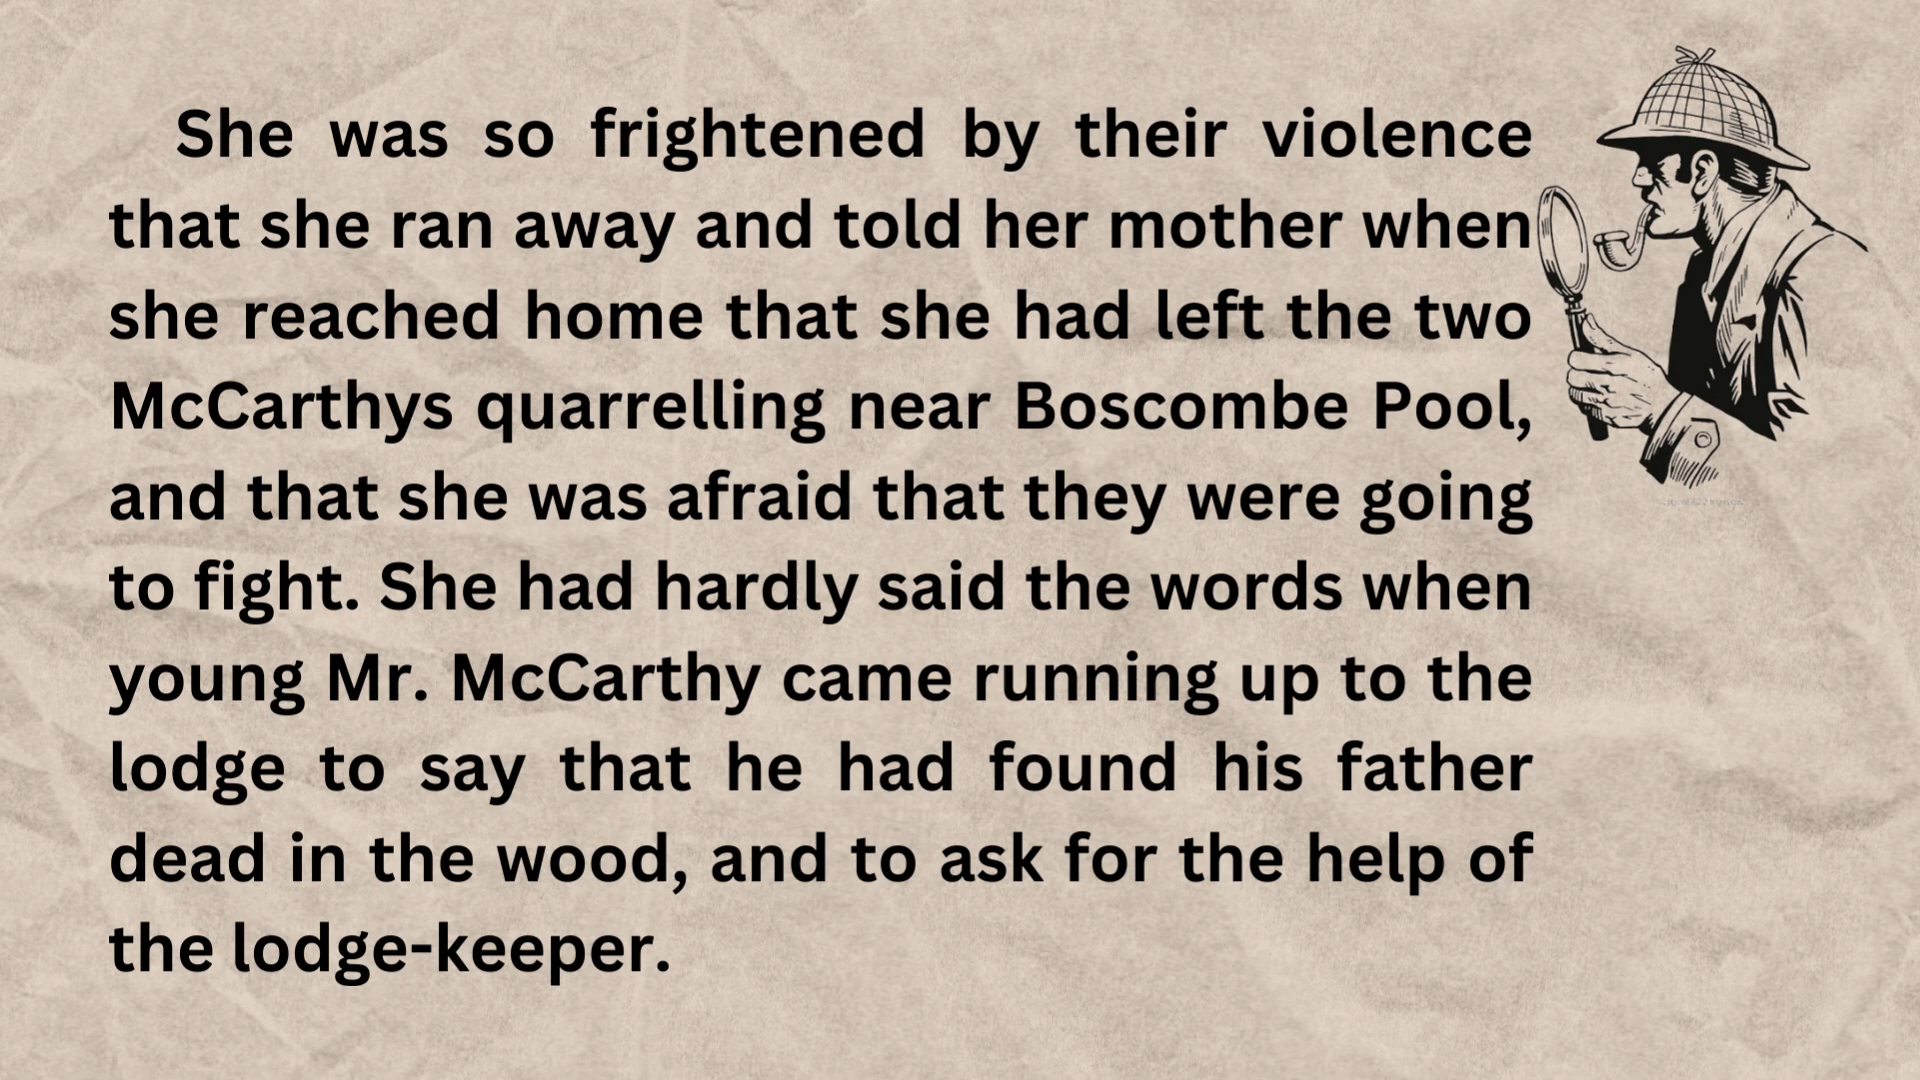 She was so frightened by their violence
that she ran away and told her mother when
she reached home that she had left the two
McCarthys quarrelling near Boscombe Pool,
and that she was afraid that they were going
to fight. She had hardly said the words when
young Mr. McCarthy came running up to the
lodge to say that he had found his father
dead in the wood, and to ask for the help of
the lodge-keeper.